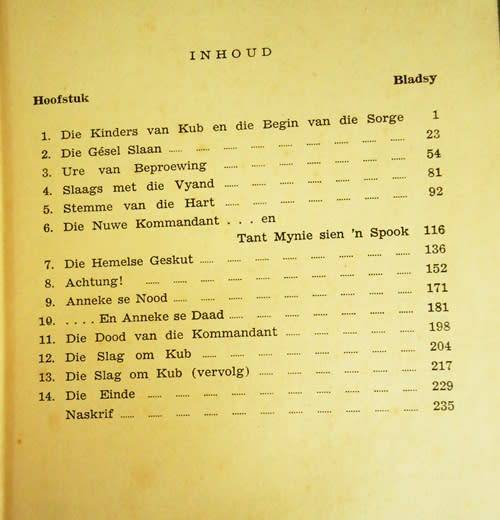 INHOUD
Hoofstuk Bladsy
1. Die Kinders van Kub en die Begin van die Sorge 1
2. Die Gésel Slaan ...... ...... ...... ...... ...... ...... ...... ...... 23
3. Ure van Beproewing ...... ...... ...... ...... ...... ...... ...... 54
4. Slaags met die Vyand ...... ...... ...... ...... ...... ...... ...... 81
5. Stemme van die Hart ...... ...... ...... ...... ...... ...... ...... 92
6. Die Nuwe Kommandant . . . . en
Tant Mynie sien 'n Spook 116
7. Die Hemelse Geskut ...... ...... ...... ...... ...... ...... ...... 136
8. Achtung! ...... ...... ...... ...... ...... ...... ...... ...... 152
9. Anneke se Nood ...... ...... ...... ...... ...... ...... ...... ...... 171
10. . . . . En Anneke se Daad ...... ...... ...... ...... ...... ...... 181
11. Die Dood van die Kommandant ...... ...... ...... ...... ...... 198
12. Die Slag om Kub ...... ...... ...... ...... ...... ...... ...... 204
13. Die Slag om Kub (vervolg) ...... ...... ...... ...... ...... ...... 217
14. Die Einde ...... ...... ...... ...... ...... ...... ...... ...... ...... 229
Naskrif ...... ...... ...... ...... ...... ...... ...... ...... ...... 235